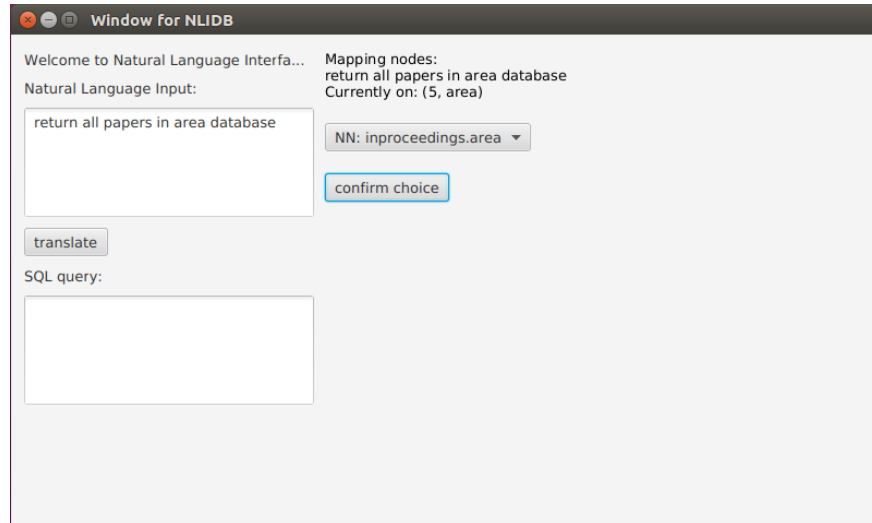 Window for NLIDB
Welcome to Natural Language Interfa...
Natural Language Input:
return all papers in area database
translate
SQL query:
Mapping nodes:
return all papers in area database
Currently on: (5, area)
NN: inproceedings.area
confirm choice